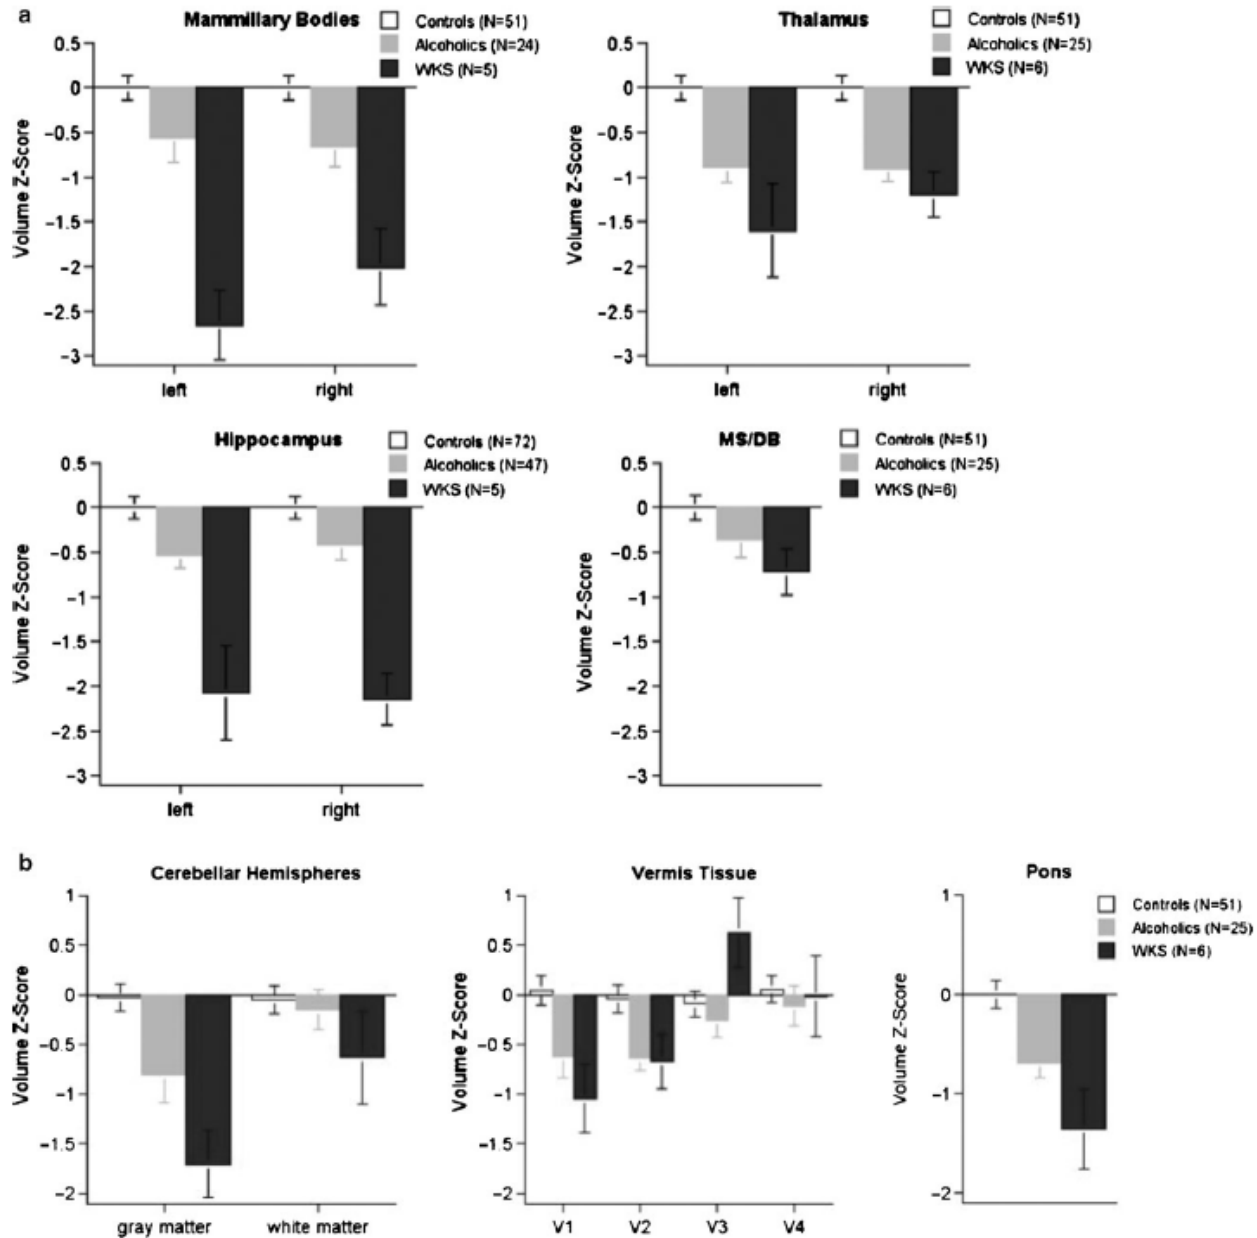 a
Mammillary Bodies
Controls (N=51)
Alcoholics (N=24)
WKS (N=5)
0.5
0
−0.5
−1
−1.5
−2
−2.5
−3
Volume Z-Score
left right
Thalamus
Controls (N=51)
Alcoholics (N=25)
WKS (N=6)
0.5
0
−0.5
−1
−1.5
−2
−2.5
−3
Volume Z-Score
left right
Hippocampus
Controls (N=72)
Alcoholics (N=47)
WKS (N=5)
0.5
0
−0.5
−1
−1.5
−2
−2.5
−3
Volume Z-Score
left right
MS/DB
Controls (N=51)
Alcoholics (N=25)
WKS (N=6)
0.5
0
−0.5
−1
−1.5
−2
−2.5
−3
Volume Z-Score
b
Cerebellar Hemispheres
1
0.5
0
−0.5
−1
−1.5
−2
Volume Z-Score
gray matter white matter
Vermis Tissue
1
0.5
0
−0.5
−1
−1.5
−2
Volume Z-Score
V1 V2 V3 V4
Pons
Controls (N=51)
Alcoholics (N=25)
WKS (N=6)
1
0
−1
−2
Volume Z-Score